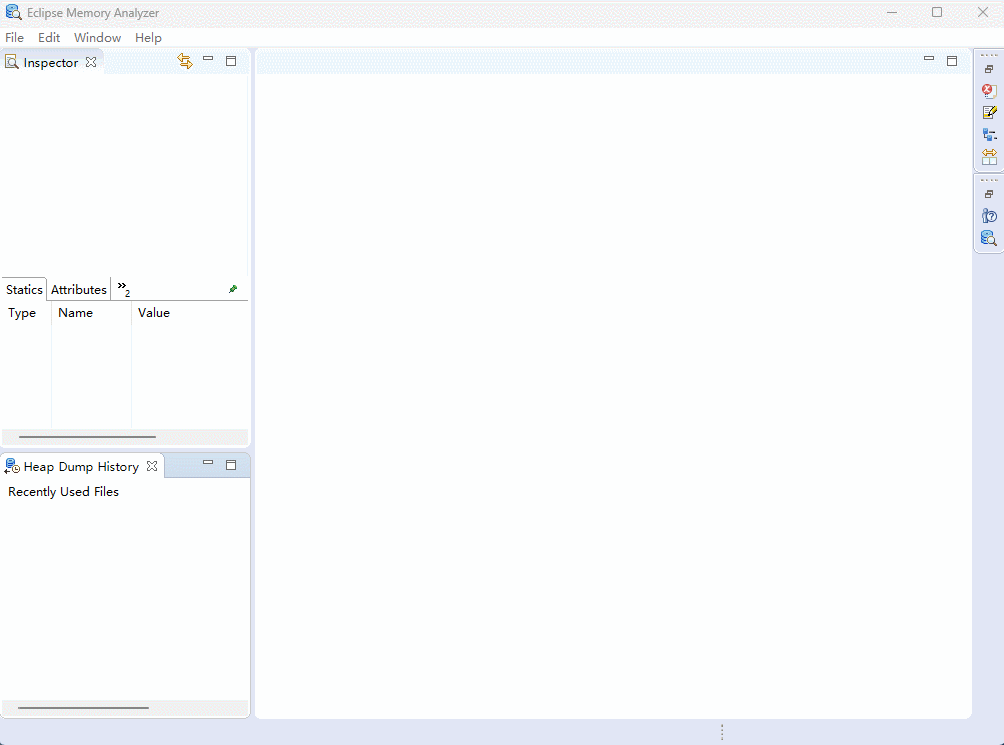 Eclipse Memory Analyzer
File Edit Window Help
Inspector
Statics Attributes »2
Type Name Value
Heap Dump History
Recently Used Files